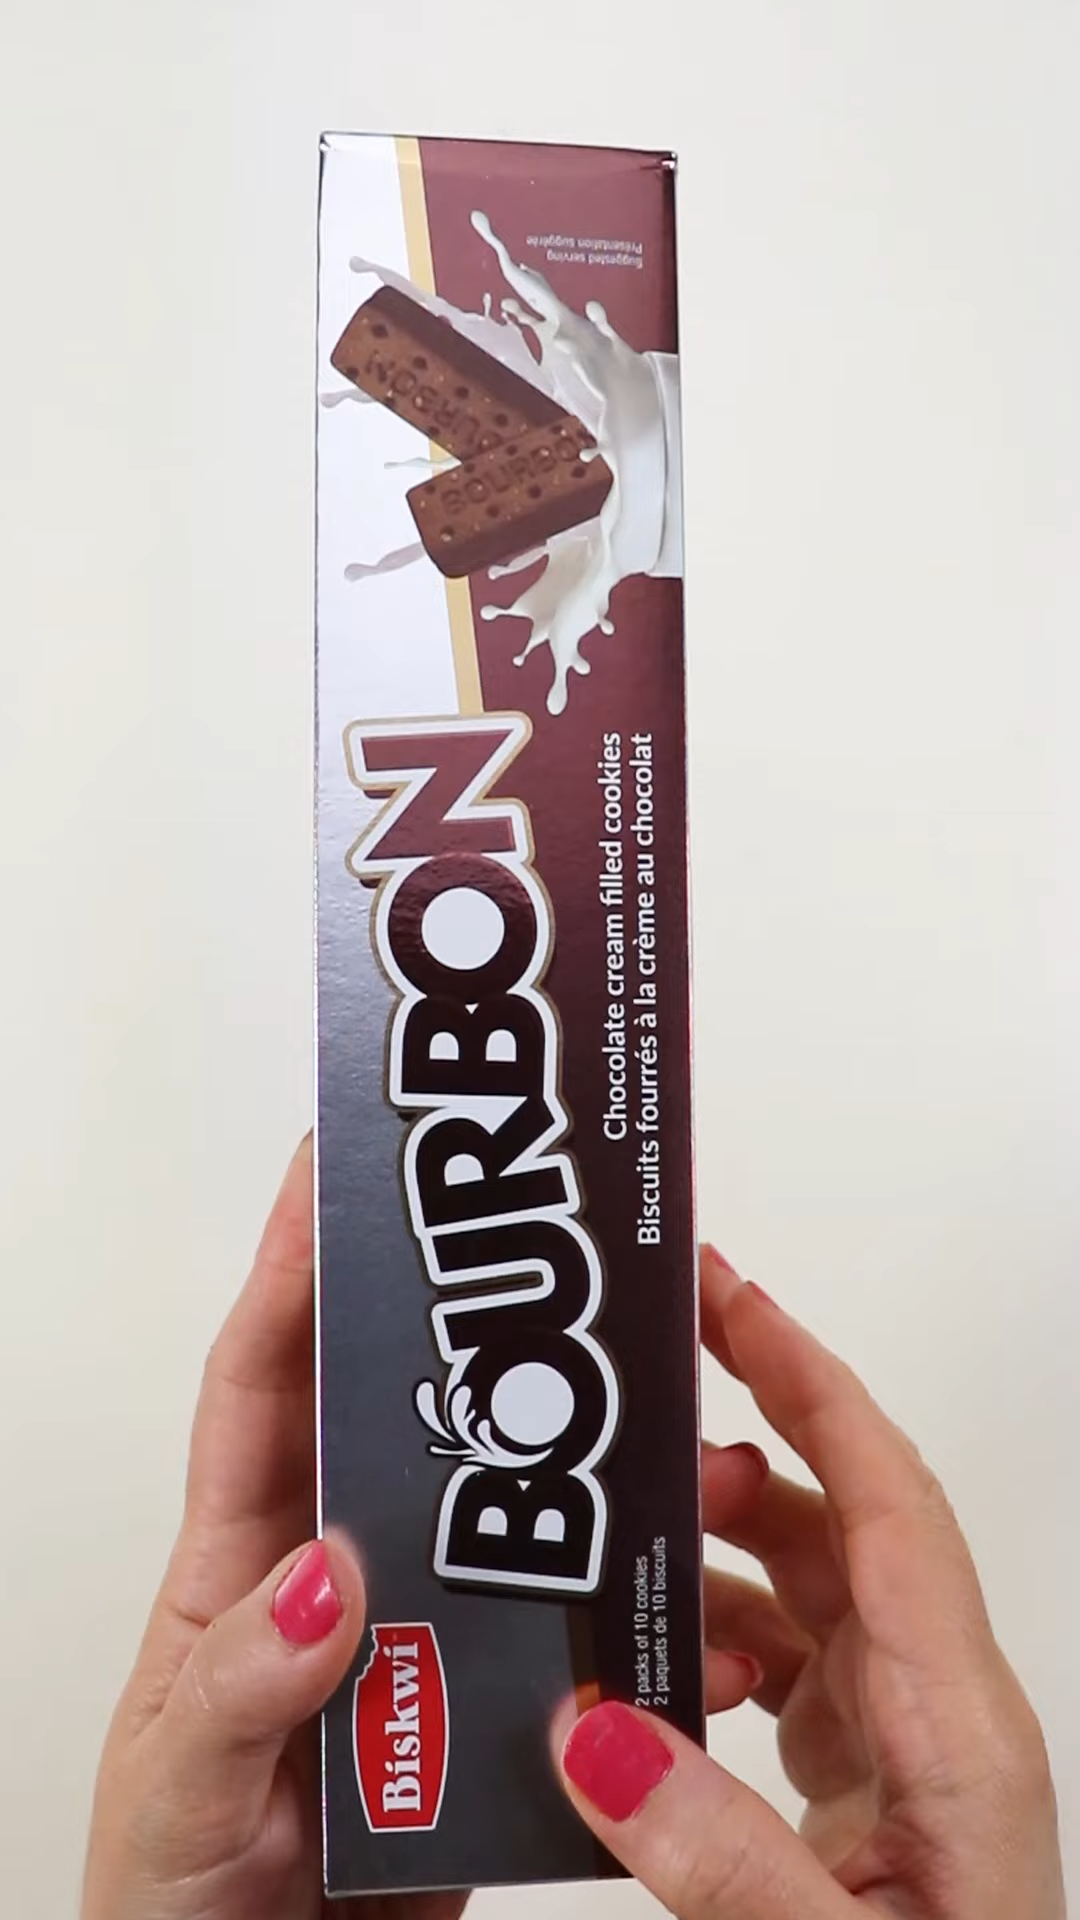 Biskwi
BOURBON
Chocolate cream filled cookies
Biscuits fourrés à la crème au chocolat
2 packs of 10 cookies
2 paquets de 10 biscuits
BOURBON
BOURBON
Suggested serving
Présentation suggérée